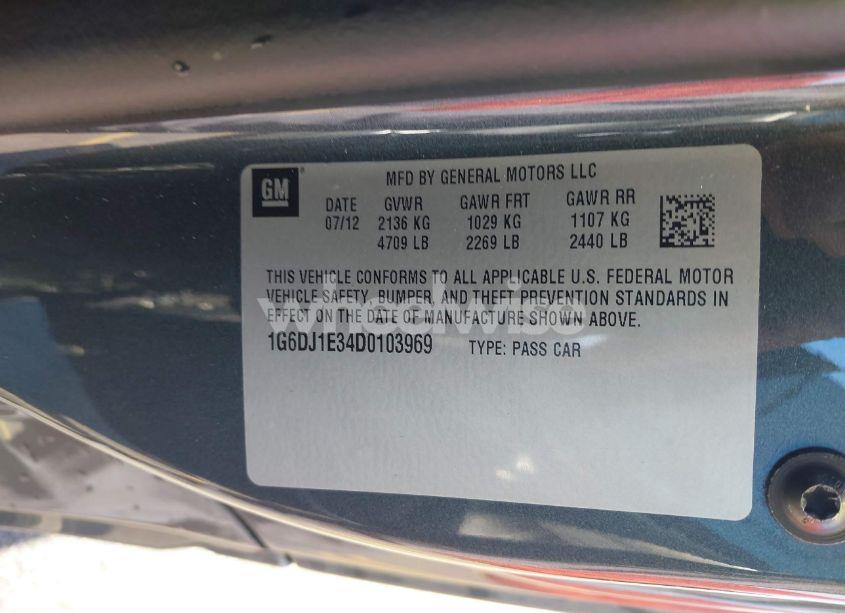 GM
MFD BY GENERAL MOTORS LLC
DATE GVWR GAWR FRT GAWR RR
07/12 2136 KG 1029 KG 1107 KG
4709 LB 2269 LB 2440 LB
THIS VEHICLE CONFORMS TO ALL APPLICABLE U.S. FEDERAL MOTOR
VEHICLE SAFETY, BUMPER, AND THEFT PREVENTION STANDARDS IN
EFFECT ON THE DATE OF MANUFACTURE SHOWN ABOVE.
wheelwise
1G6DJ1E34D0103969 TYPE: PASS CAR